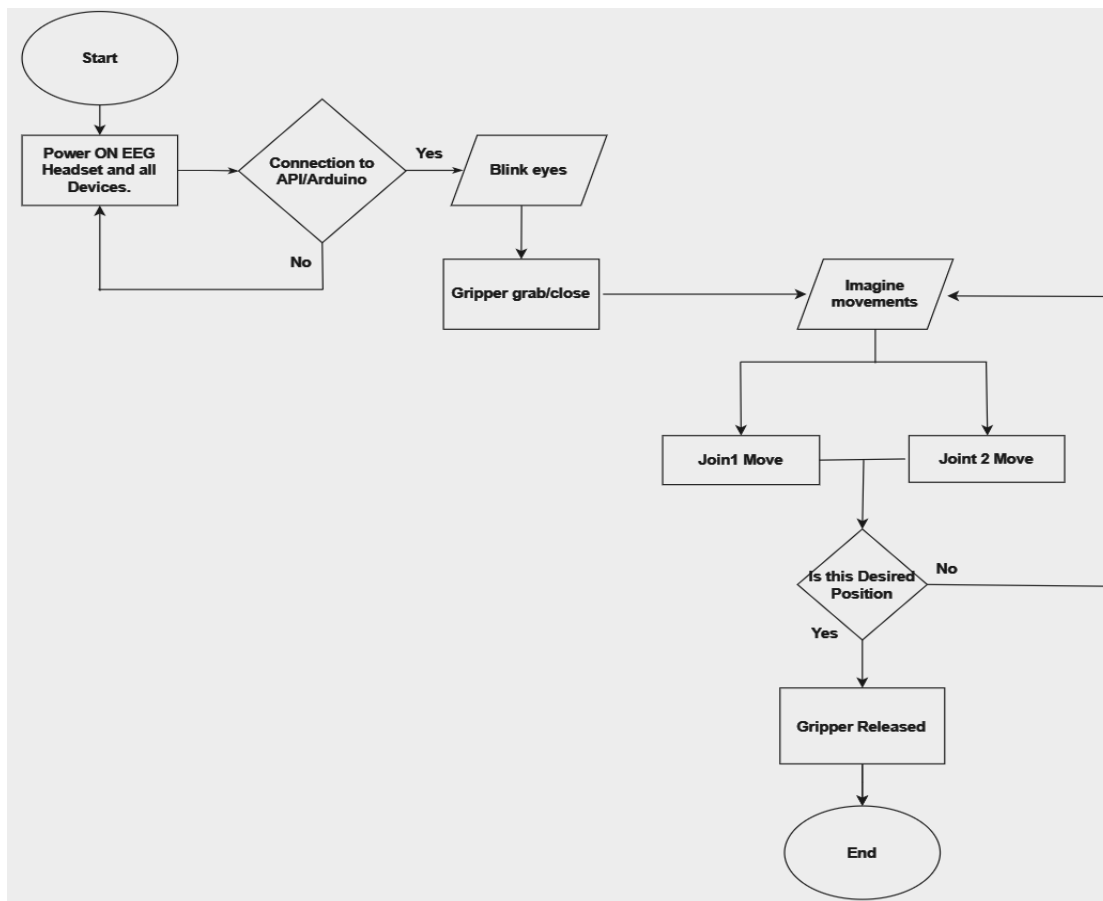 Start
Power ON EEG
Headset and all
Devices.
Connection to
API/Arduino
Yes
No
Blink eyes
Gripper grab/close
Imagine
movements
Join1 Move
Joint 2 Move
Is this Desired
Position
No
Yes
Gripper Released
End